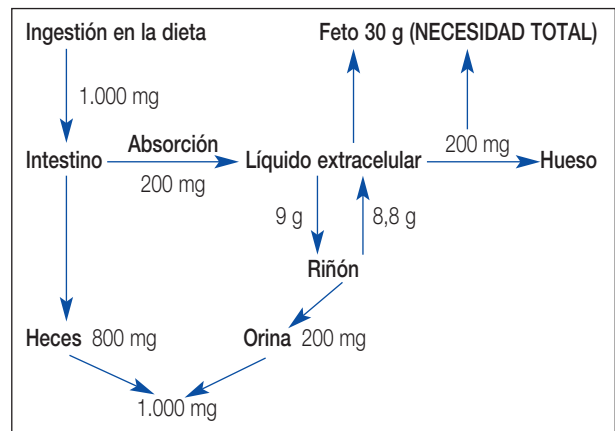 Ingestión en la dieta
Feto 30 g (NECESIDAD TOTAL)
1.000 mg
Intestino
Absorción
200 mg
Líquido extracelular
200 mg
Hueso
9 g
8,8 g
Riñón
Heces 800 mg
Orina 200 mg
1.000 mg